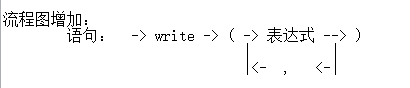 流程图增加:
语句: -> write -> ( -> 表达式 --> )
|<- , <-|